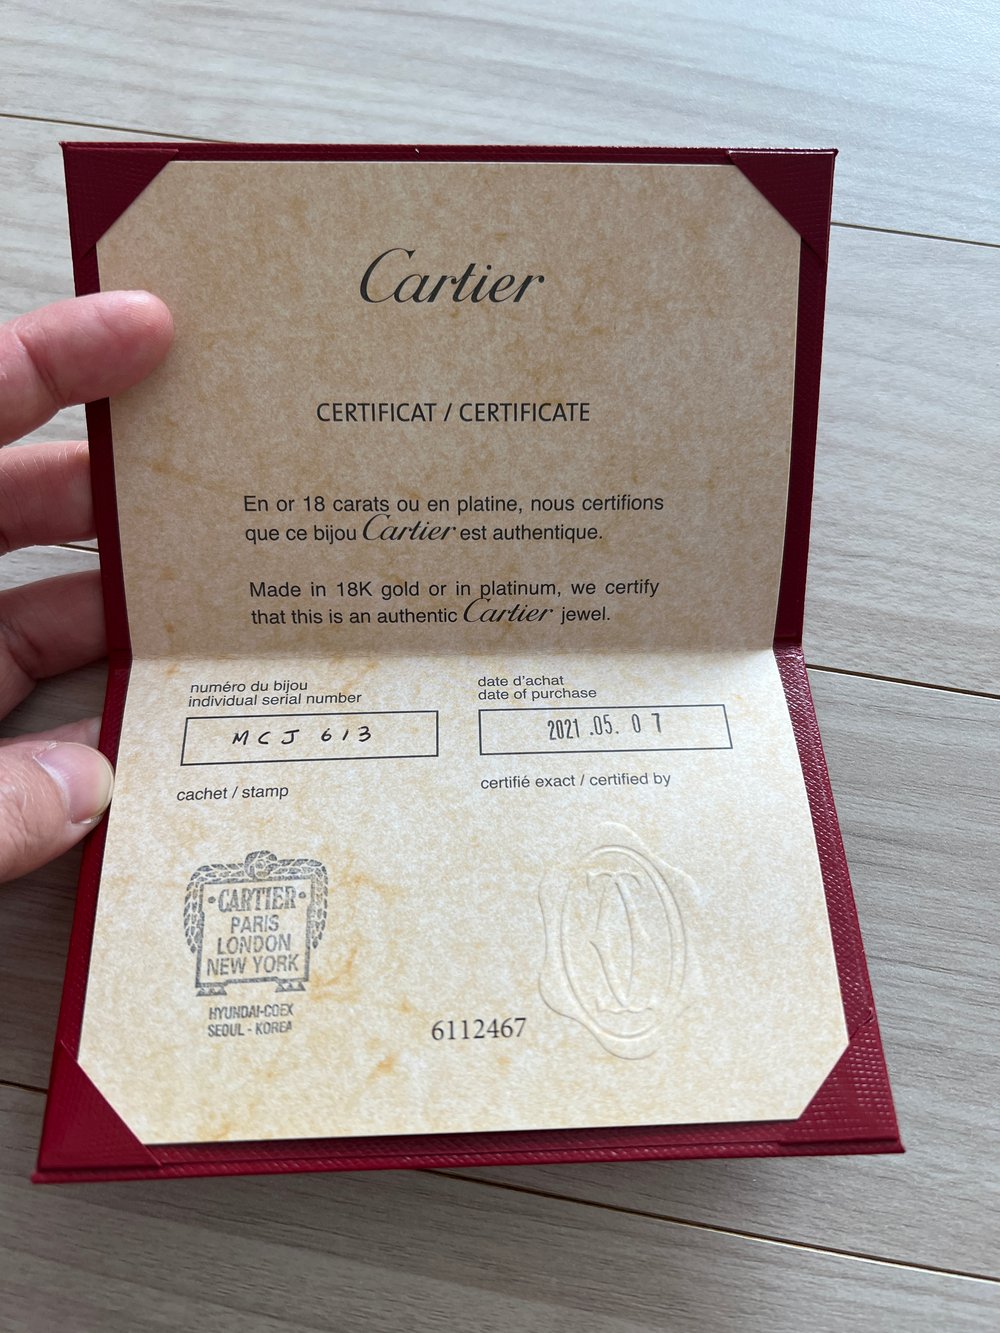 Cartier
CERTIFICAT / CERTIFICATE
En or 18 carats ou en platine, nous certifions
que ce bijou Cartier est authentique.
Made in 18K gold or in platinum, we certify
that this is an authentic Cartier jewel.
numéro du bijou
individual serial number
MCJ 613
date d'achat
date of purchase
2021 .05. 0 7
cachet / stamp
certifié exact / certified by
·CARTIER·
PARIS
LONDON
NEW YORK
HYUNDAI-COEX
SEOUL - KOREA
6112467